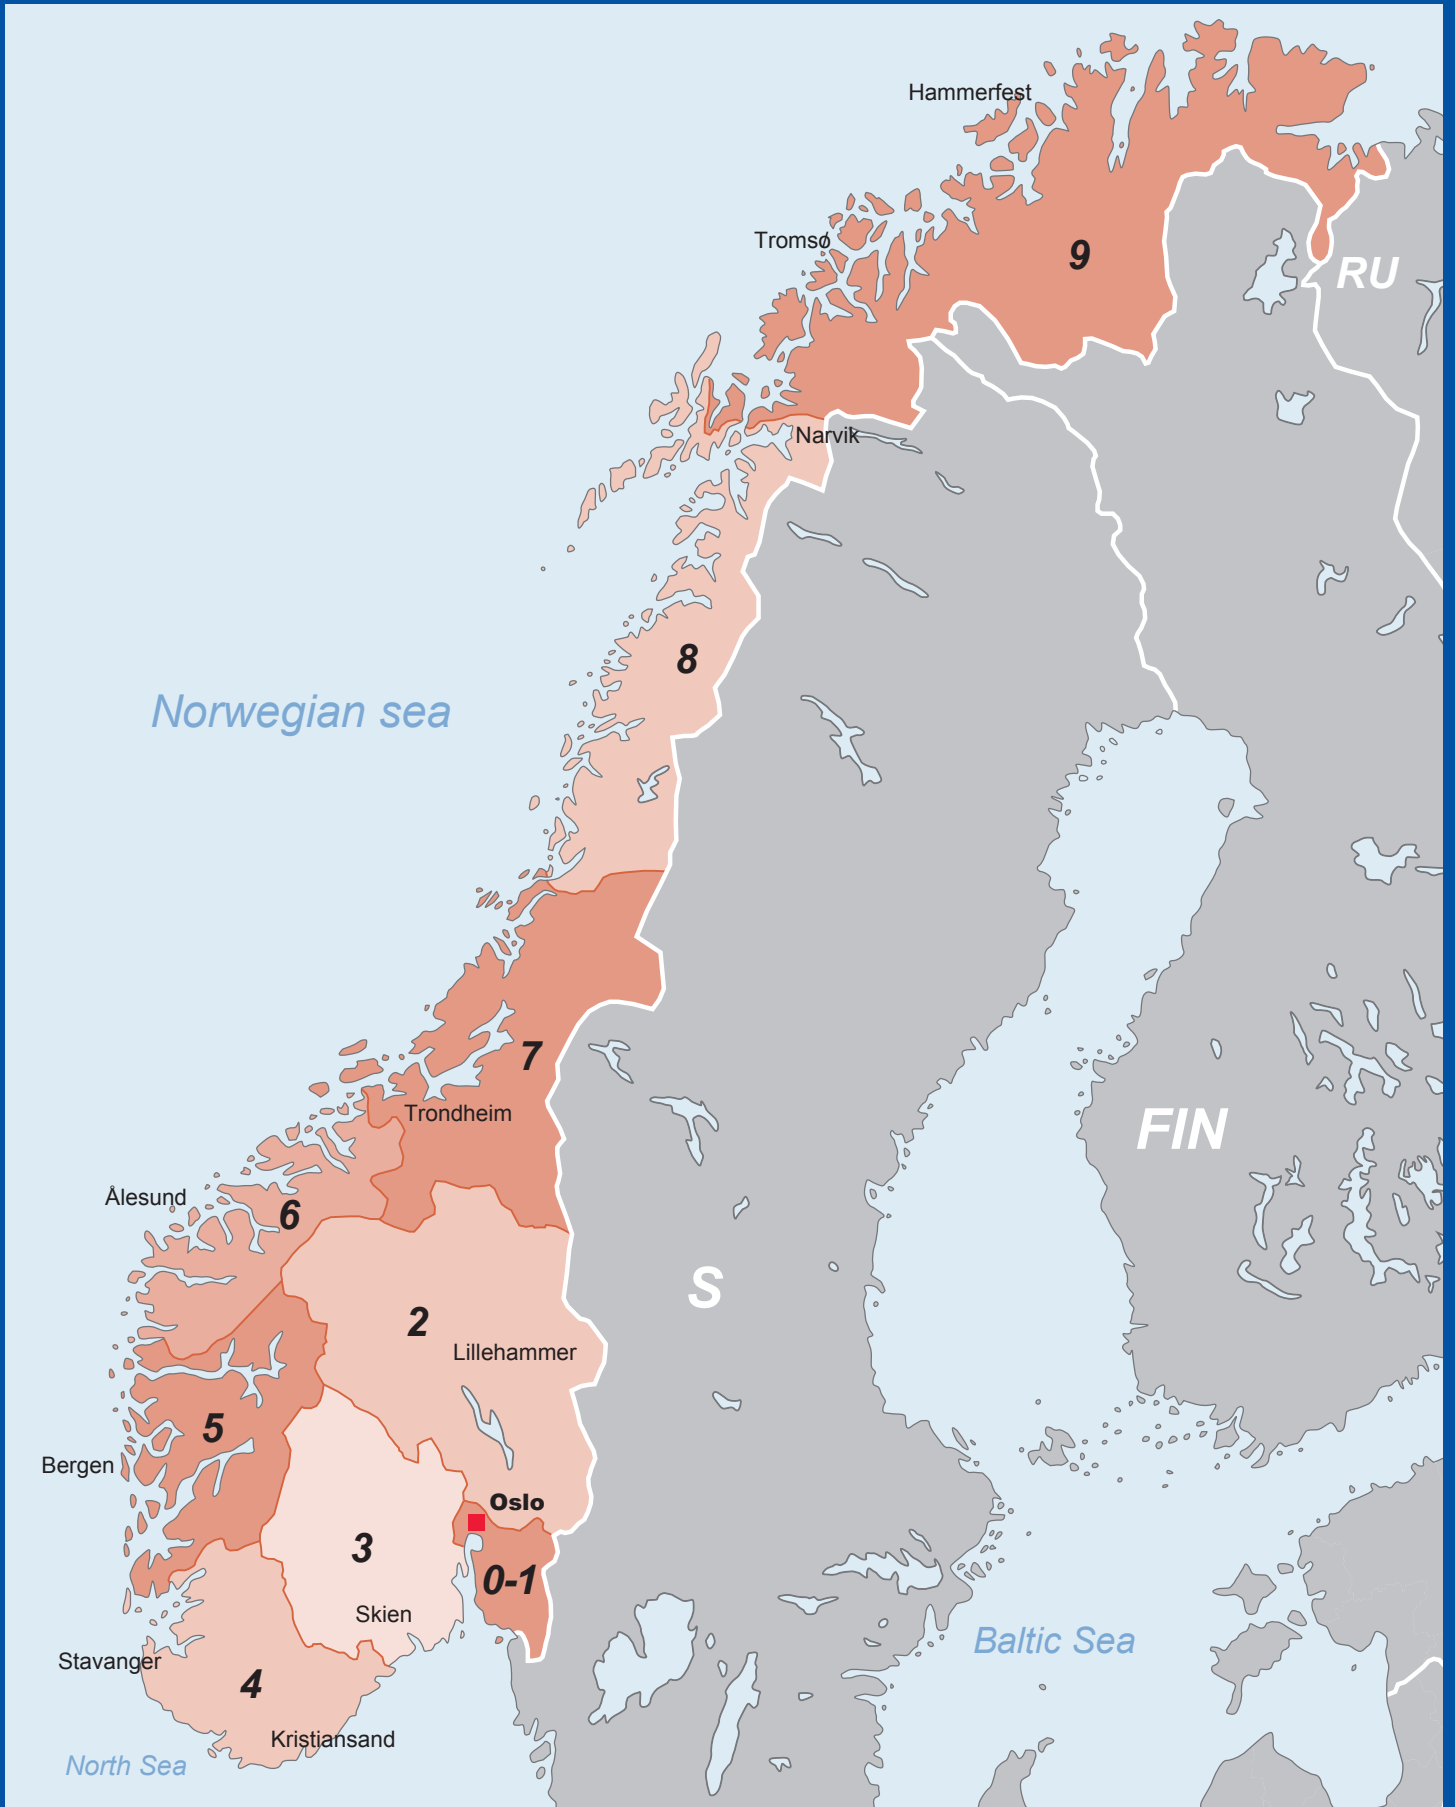 Hammerfest
Tromsø
9
RU
Narvik
8
Norwegian sea
7
Trondheim
FIN
Ålesund
6
S
2
Lillehammer
5
Bergen
Oslo
3
0-1
Skien
Baltic Sea
Stavanger
4
Kristiansand
North Sea